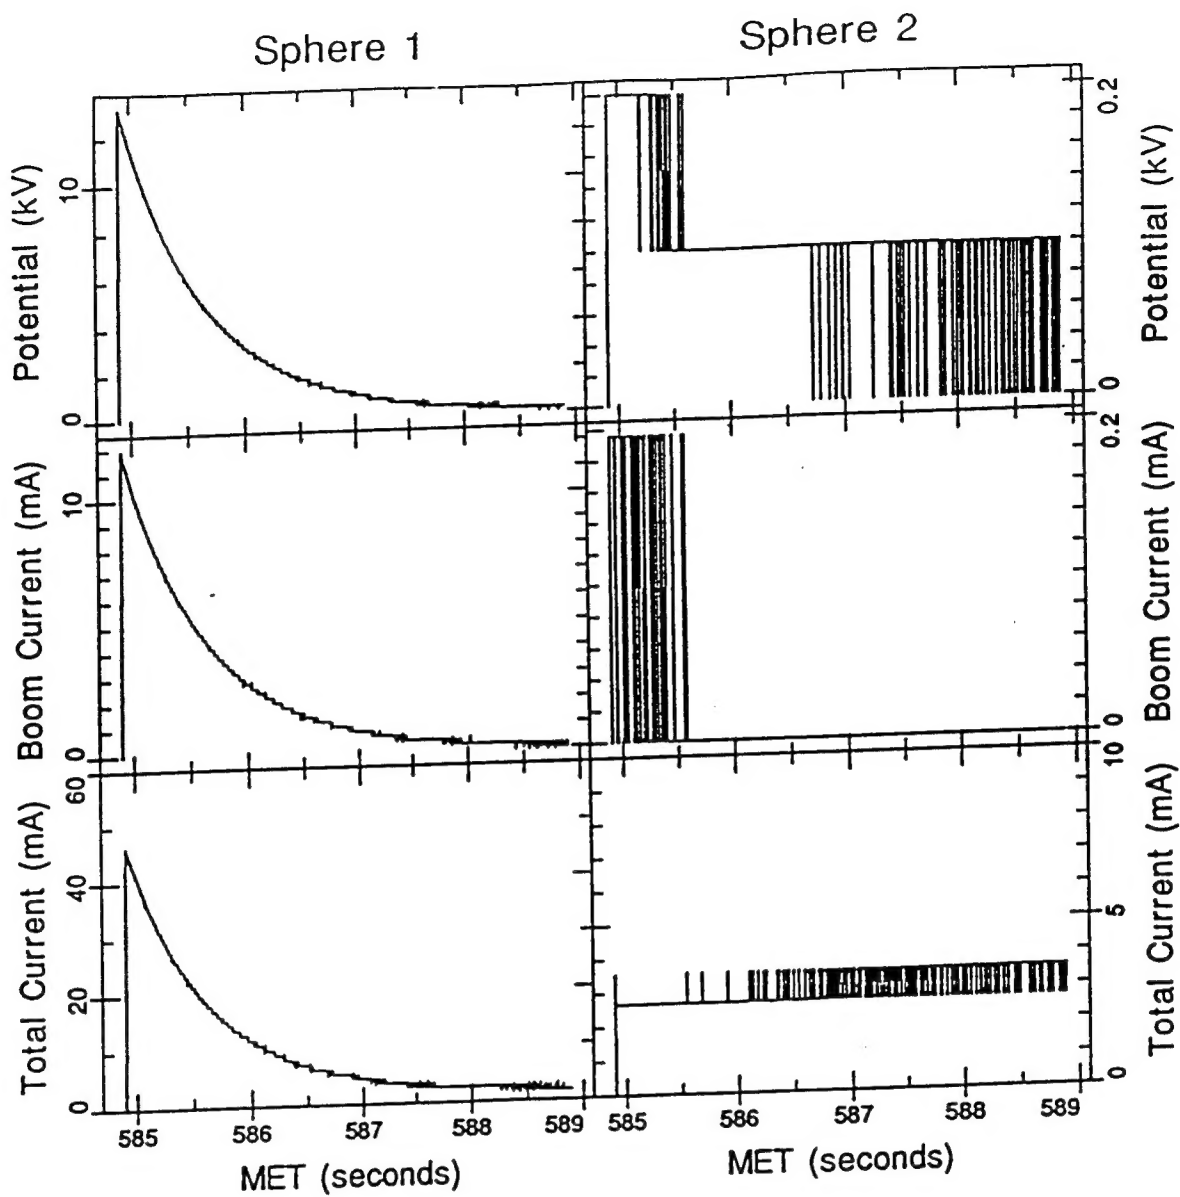 Sphere 1
Sphere 2
Potential (kV)
10
0
0.2
0
Potential (kV)
Boom Current (mA)
10
0
0.2
0
Boom Current (mA)
Total Current (mA)
60
40
20
0
10
5
0
Total Current (mA)
585 586 587 588 589
585 586 587 588 589
MET (seconds)
MET (seconds)